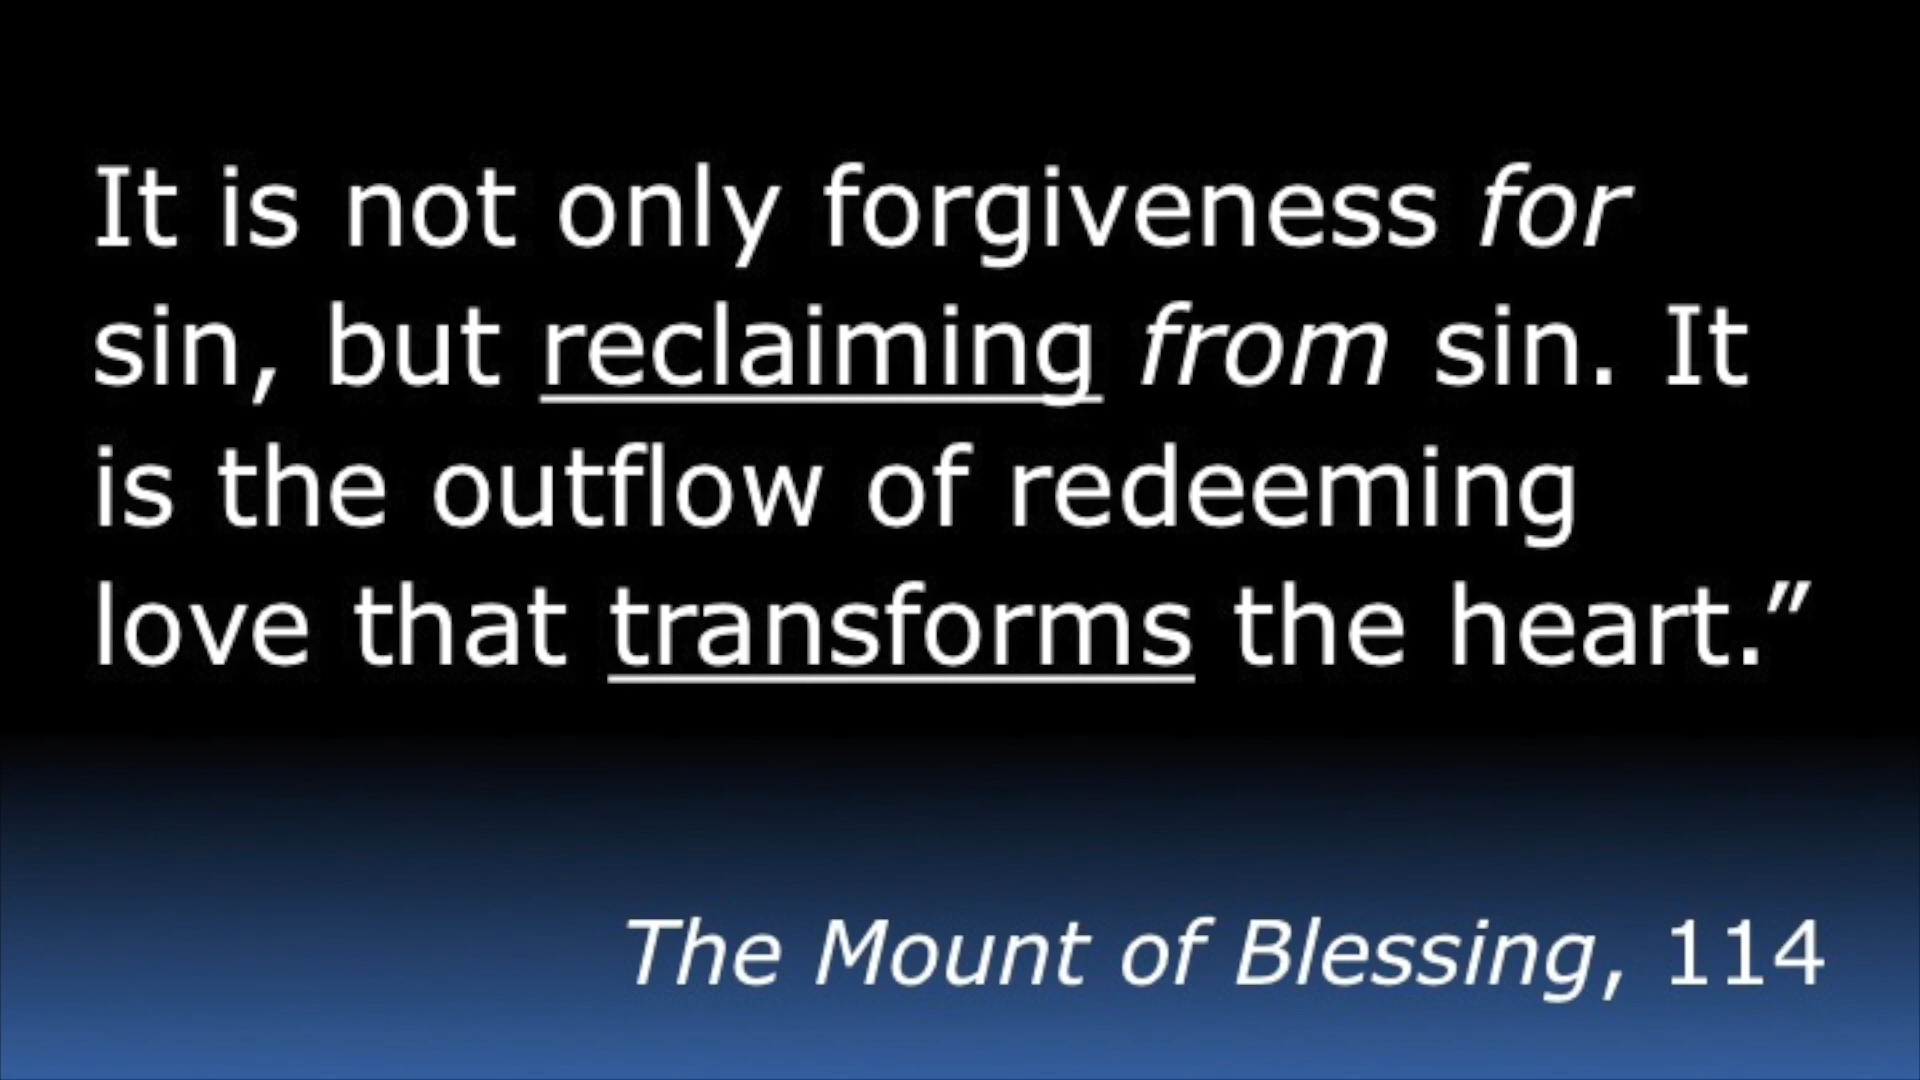 It is not only forgiveness for
sin, but reclaiming from sin. It
is the outflow of redeeming
love that transforms the heart.”
The Mount of Blessing, 114